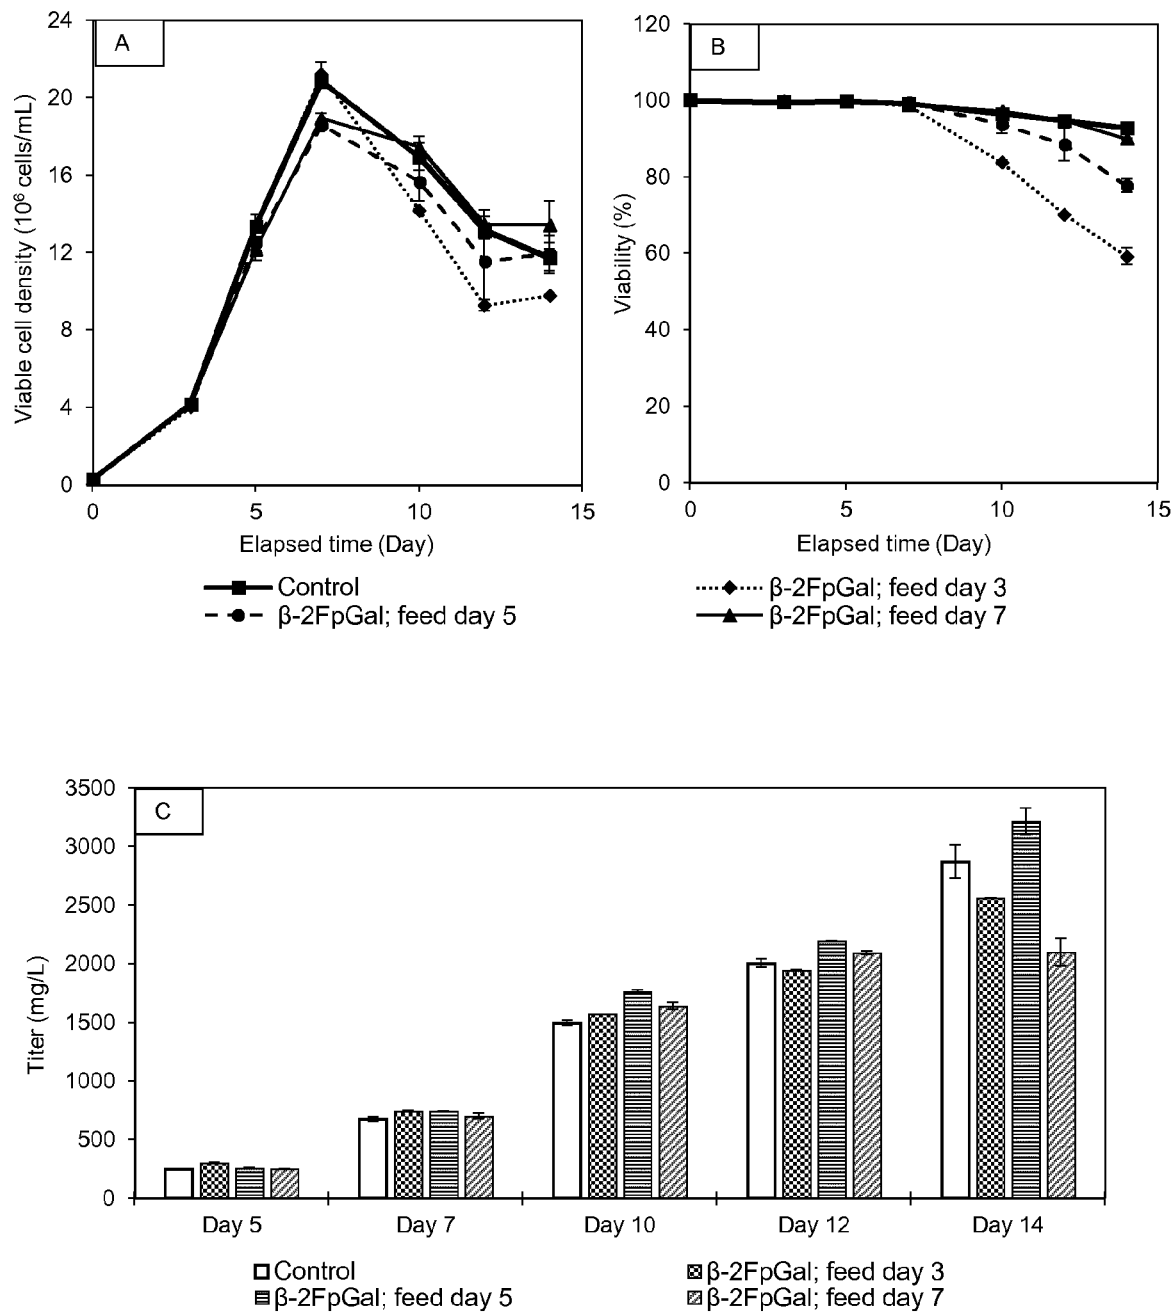 A
24
20
16
12
8
4
0
Viable cell density (10⁶ cells/mL)
0 5 10 15
Elapsed time (Day)
B
120
100
80
60
40
20
0
Viability (%)
0 5 10 15
Elapsed time (Day)
Control
β-2FpGal; feed day 3
β-2FpGal; feed day 5
β-2FpGal; feed day 7
C
3500
3000
2500
2000
1500
1000
500
0
Titer (mg/L)
Day 5 Day 7 Day 10 Day 12 Day 14
Control
β-2FpGal; feed day 3
β-2FpGal; feed day 5
β-2FpGal; feed day 7